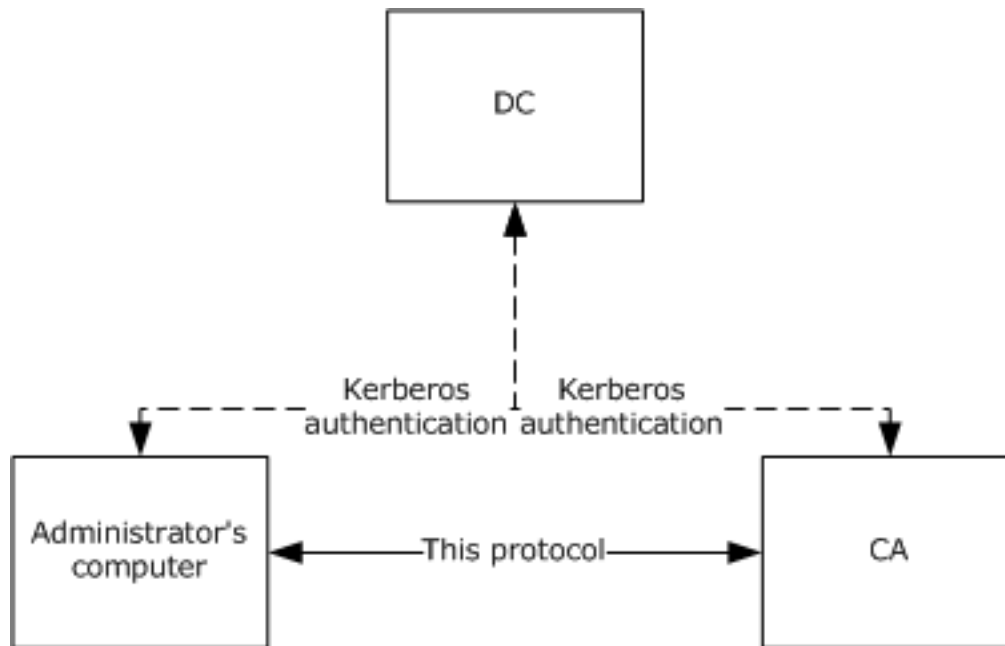 DC
Kerberos
authentication
Kerberos
authentication
Administrator's
computer
This protocol
CA